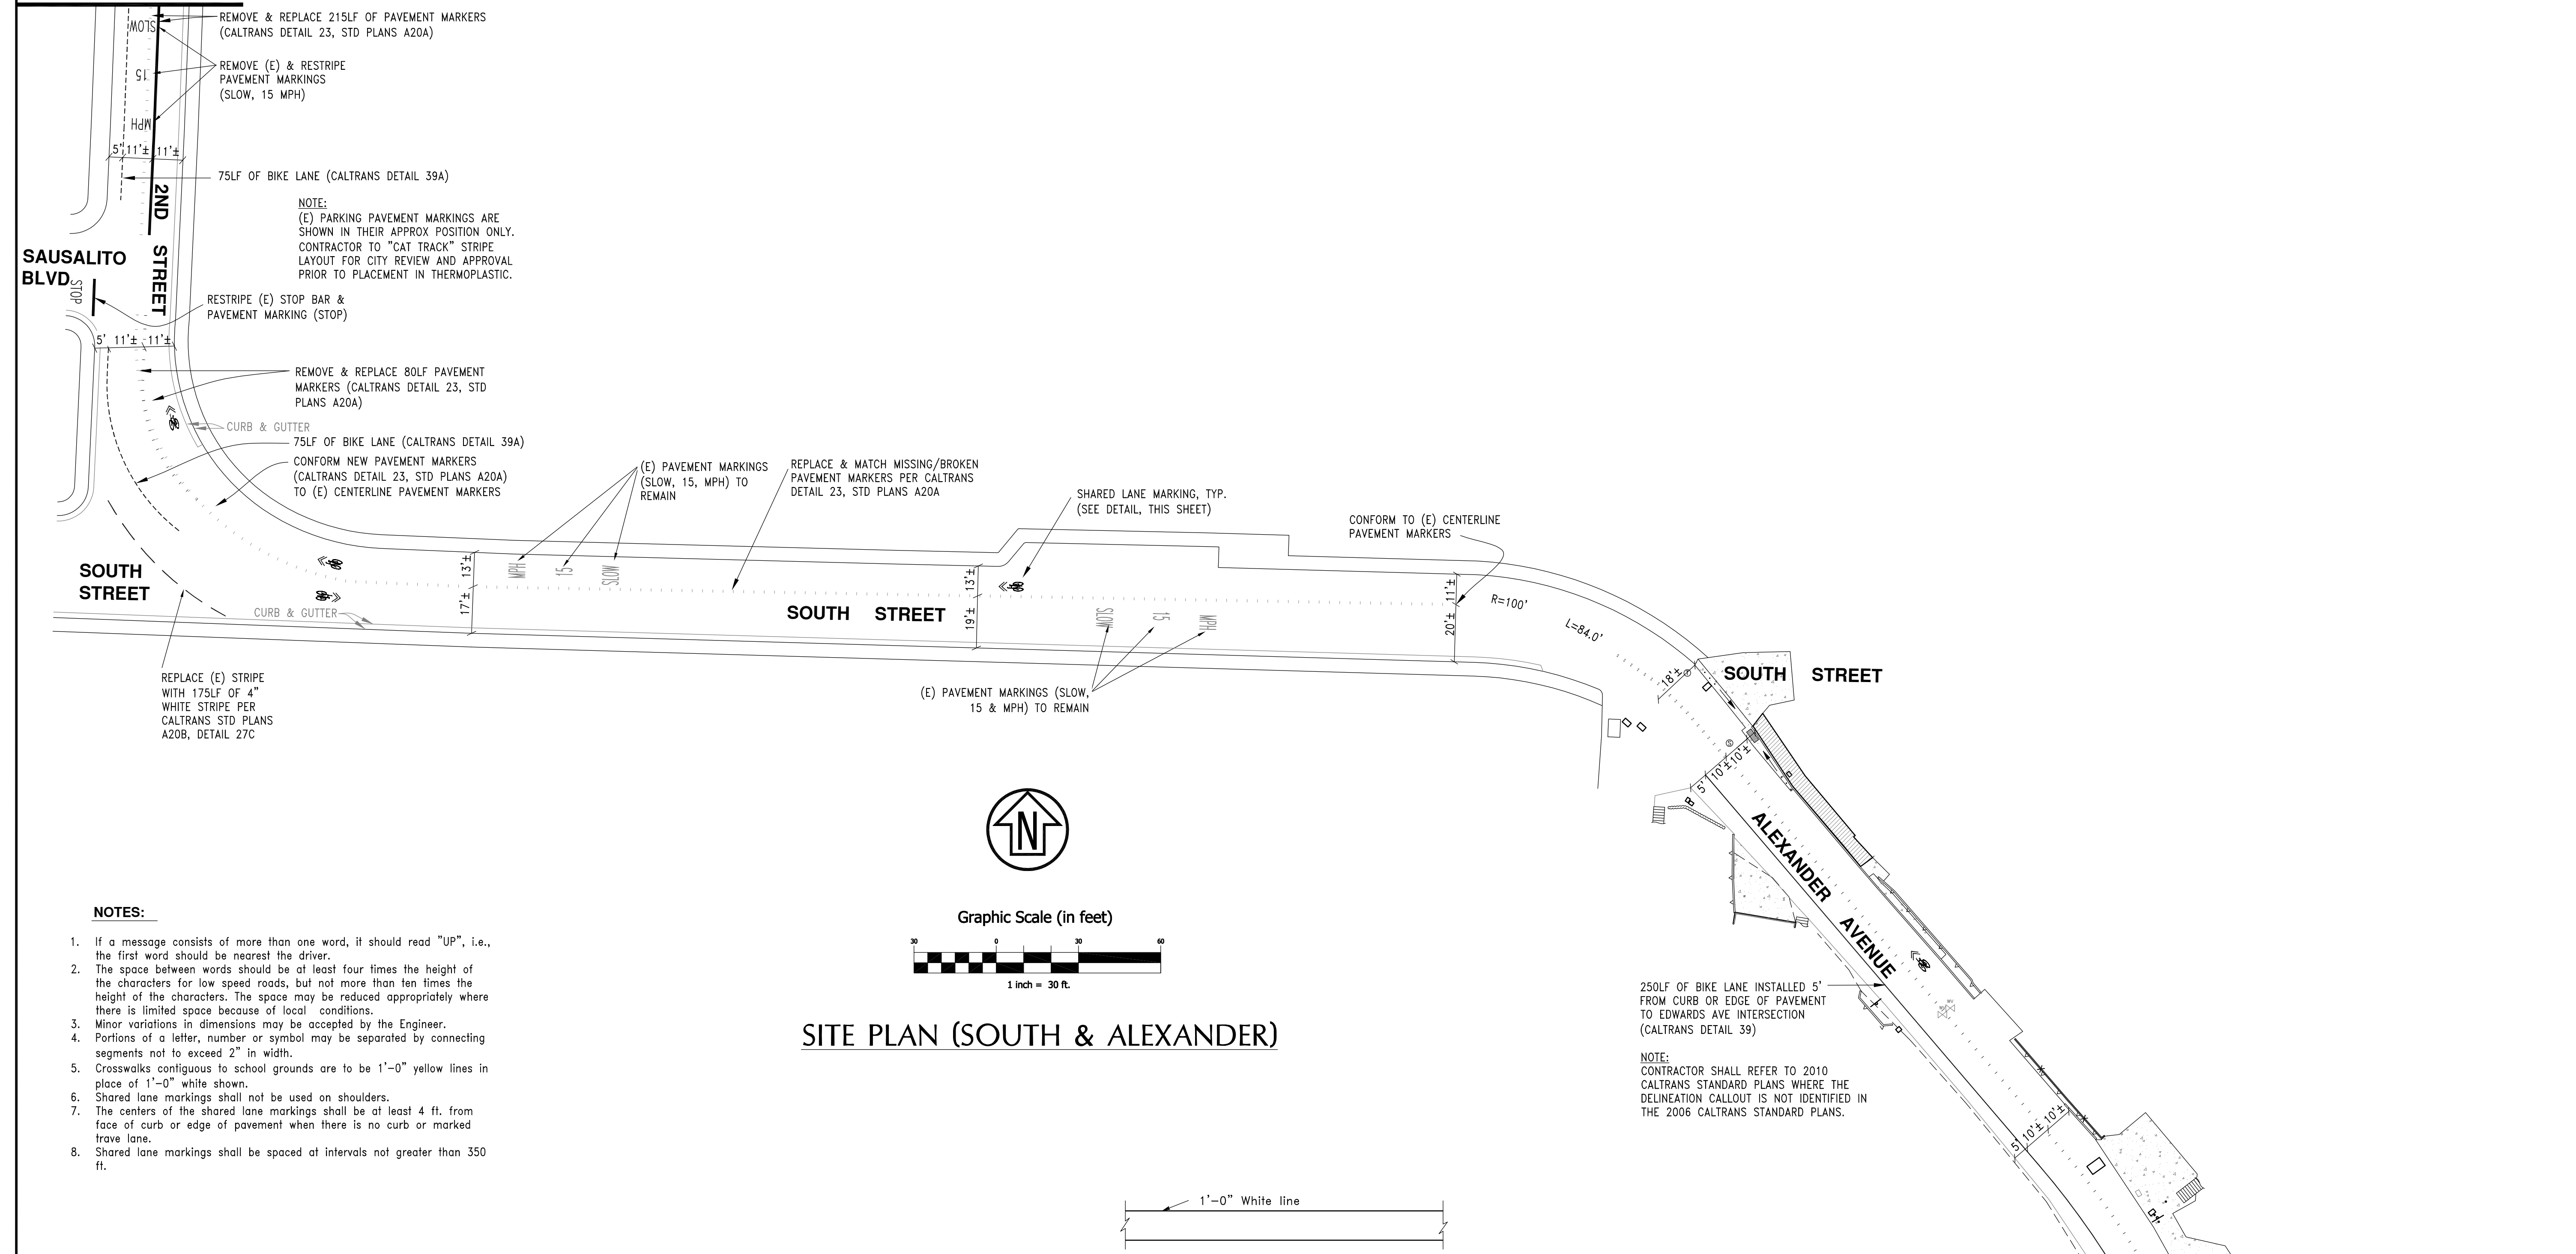 REMOVE & REPLACE 215LF OF PAVEMENT MARKERS
(CALTRANS DETAIL 23, STD PLANS A20A)
SLOW
REMOVE (E) & RESTRIPE
PAVEMENT MARKINGS
(SLOW, 15 MPH)
15
MPH
5' 11'± 11'±
75LF OF BIKE LANE (CALTRANS DETAIL 39A)
2ND STREET
NOTE:
(E) PARKING PAVEMENT MARKINGS ARE
SHOWN IN THEIR APPROX POSITION ONLY.
CONTRACTOR TO "CAT TRACK" STRIPE
LAYOUT FOR CITY REVIEW AND APPROVAL
PRIOR TO PLACEMENT IN THERMOPLASTIC.
SAUSALITO
BLVD
STOP
RESTRIPE (E) STOP BAR &
PAVEMENT MARKING (STOP)
5' 11'± 11'±
REMOVE & REPLACE 80LF PAVEMENT
MARKERS (CALTRANS DETAIL 23, STD
PLANS A20A)
CURB & GUTTER
75LF OF BIKE LANE (CALTRANS DETAIL 39A)
CONFORM NEW PAVEMENT MARKERS
(CALTRANS DETAIL 23, STD PLANS A20A)
TO (E) CENTERLINE PAVEMENT MARKERS
(E) PAVEMENT MARKINGS
(SLOW, 15, MPH) TO
REMAIN
REPLACE & MATCH MISSING/BROKEN
PAVEMENT MARKERS PER CALTRANS
DETAIL 23, STD PLANS A20A
SHARED LANE MARKING, TYP.
(SEE DETAIL, THIS SHEET)
CONFORM TO (E) CENTERLINE
PAVEMENT MARKERS
SOUTH
STREET
CURB & GUTTER
13'±
17'±
MPH
15
SLOW
SOUTH STREET
13'±
19'±
SLOW
15
MPH
11'±
20'±
R=100'
L=84.0'
18'±
SOUTH STREET
REPLACE (E) STRIPE
WITH 175LF OF 4"
WHITE STRIPE PER
CALTRANS STD PLANS
A20B, DETAIL 27C
(E) PAVEMENT MARKINGS (SLOW,
15 & MPH) TO REMAIN
5' 10'± 10'±
ALEXANDER AVENUE
N
Graphic Scale (in feet)
30 0 30 60
1 inch = 30 ft.
SITE PLAN (SOUTH & ALEXANDER)
NOTES:
1. If a message consists of more than one word, it should read "UP", i.e.,
the first word should be nearest the driver.
2. The space between words should be at least four times the height of
the characters for low speed roads, but not more than ten times the
height of the characters. The space may be reduced appropriately where
there is limited space because of local conditions.
3. Minor variations in dimensions may be accepted by the Engineer.
4. Portions of a letter, number or symbol may be separated by connecting
segments not to exceed 2" in width.
5. Crosswalks contiguous to school grounds are to be 1'-0" yellow lines in
place of 1'-0" white shown.
6. Shared lane markings shall not be used on shoulders.
7. The centers of the shared lane markings shall be at least 4 ft. from
face of curb or edge of pavement when there is no curb or marked
trave lane.
8. Shared lane markings shall be spaced at intervals not greater than 350
ft.
250LF OF BIKE LANE INSTALLED 5'
FROM CURB OR EDGE OF PAVEMENT
TO EDWARDS AVE INTERSECTION
(CALTRANS DETAIL 39)
NOTE:
CONTRACTOR SHALL REFER TO 2010
CALTRANS STANDARD PLANS WHERE THE
DELINEATION CALLOUT IS NOT IDENTIFIED IN
THE 2006 CALTRANS STANDARD PLANS.
5' 10'± 10'±
1'-0" White line